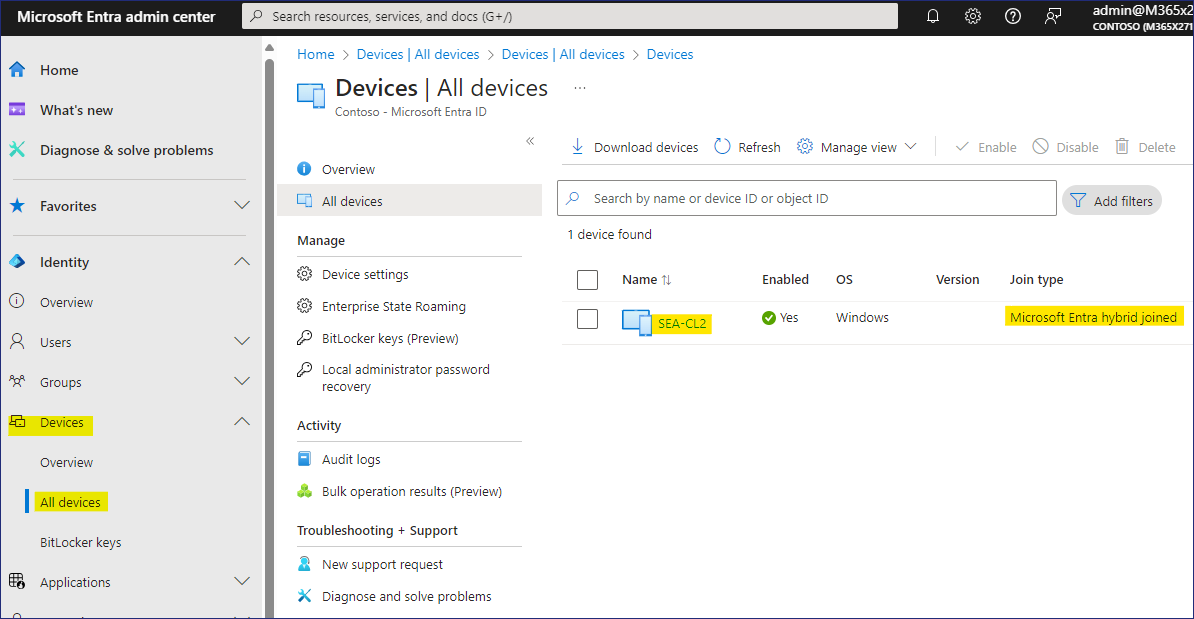 Microsoft Entra admin center
Search resources, services, and docs (G+/)
admin@M365x2
CONTOSO (M365X271
Home
What's new
Diagnose & solve problems
Favorites
Identity
Overview
Users
Groups
Devices
Overview
All devices
BitLocker keys
Applications
Home > Devices | All devices > Devices | All devices > Devices
Devices | All devices ...
Contoso - Microsoft Entra ID
Overview
All devices
Manage
Device settings
Enterprise State Roaming
BitLocker keys (Preview)
Local administrator password
recovery
Activity
Audit logs
Bulk operation results (Preview)
Troubleshooting + Support
New support request
Diagnose and solve problems
Download devices Refresh Manage view Enable Disable Delete
Search by name or device ID or object ID
Add filters
1 device found
Name Enabled OS Version Join type
SEA-CL2 Yes Windows Microsoft Entra hybrid joined